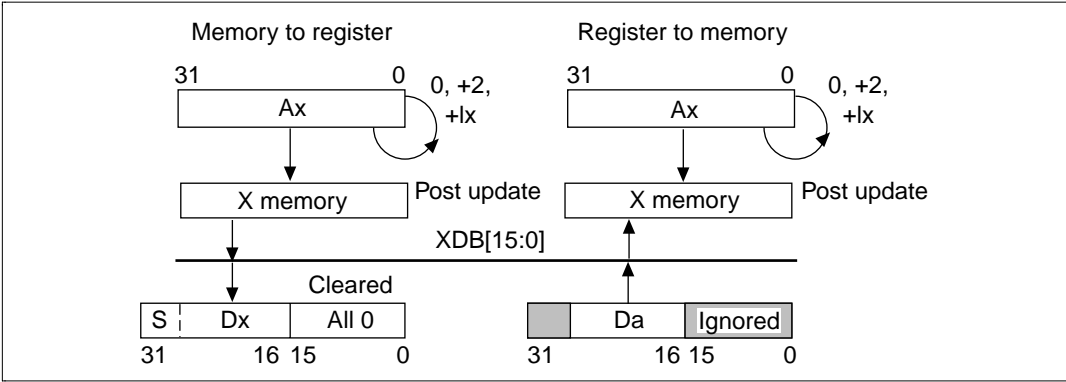 Memory to register
Register to memory
31 0
0, +2,
+Ix
Ax
31 0
0, +2,
+Ix
Ax
X memory
Post update
X memory
Post update
XDB[15:0]
Cleared
S Dx All 0
Da Ignored
31 16 15 0
31 16 15 0